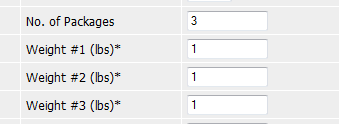 No. of Packages 3
Weight #1 (lbs)* 1
Weight #2 (lbs)* 1
Weight #3 (lbs)* 1